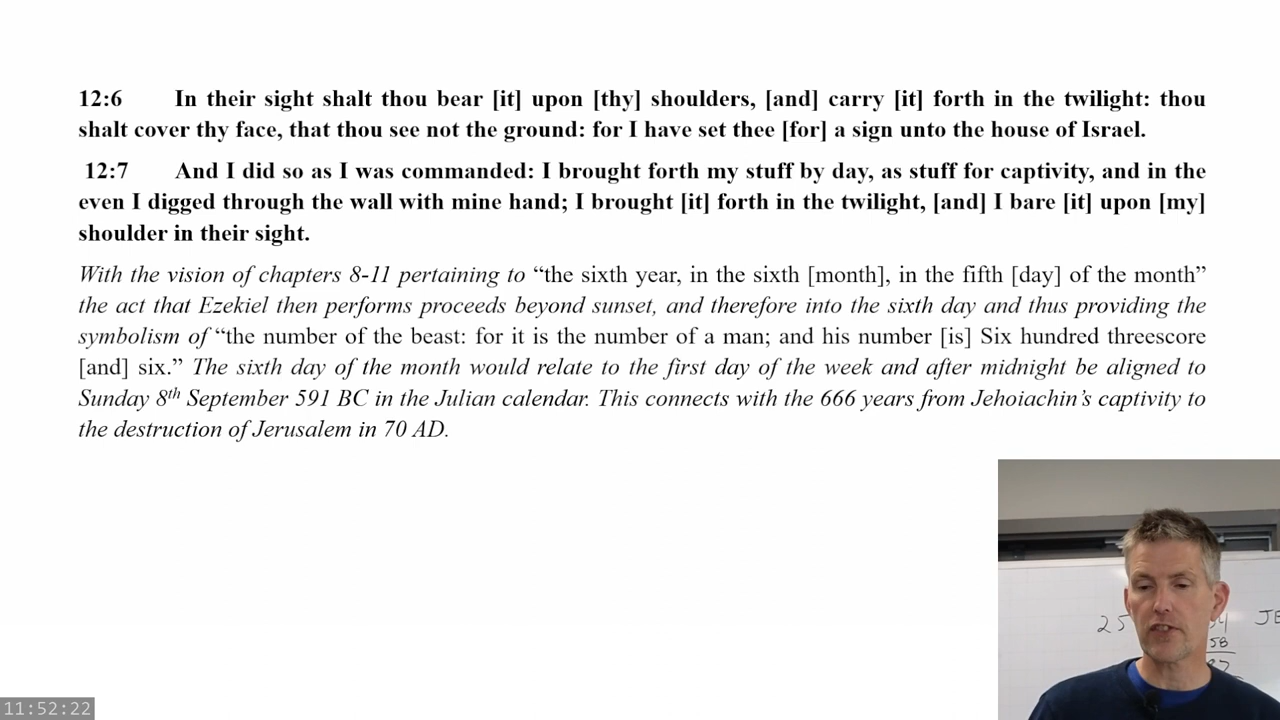 12:6 In their sight shalt thou bear [it] upon [thy] shoulders, [and] carry [it] forth in the twilight: thou
shalt cover thy face, that thou see not the ground: for I have set thee [for] a sign unto the house of Israel.
12:7 And I did so as I was commanded: I brought forth my stuff by day, as stuff for captivity, and in the
even I digged through the wall with mine hand; I brought [it] forth in the twilight, [and] I bare [it] upon [my]
shoulder in their sight.
With the vision of chapters 8-11 pertaining to “the sixth year, in the sixth [month], in the fifth [day] of the month”
the act that Ezekiel then performs proceeds beyond sunset, and therefore into the sixth day and thus providing the
symbolism of “the number of the beast: for it is the number of a man; and his number [is] Six hundred threescore
[and] six.” The sixth day of the month would relate to the first day of the week and after midnight be aligned to
Sunday 8th September 591 BC in the Julian calendar. This connects with the 666 years from Jehoiachin’s captivity to
the destruction of Jerusalem in 70 AD.
25
JE
58
11:52:22